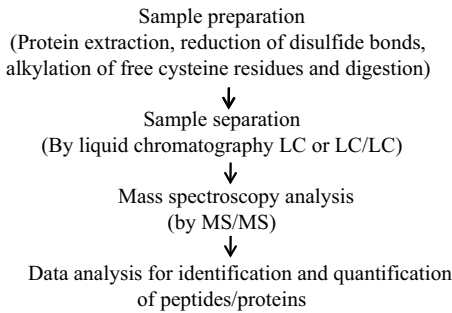 Sample preparation
(Protein extraction, reduction of disulfide bonds,
alkylation of free cysteine residues and digestion)
Sample separation
(By liquid chromatography LC or LC/LC)
Mass spectroscopy analysis
(by MS/MS)
Data analysis for identification and quantification
of peptides/proteins